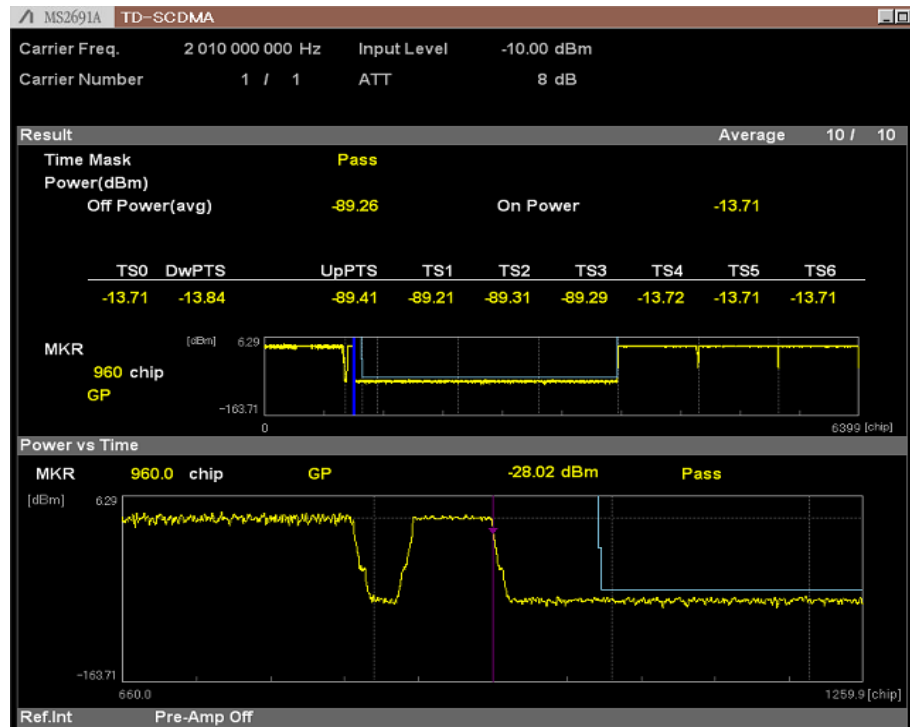 MS2691A TD-SCDMA
Carrier Freq. 2 010 000 000 Hz Input Level -10.00 dBm
Carrier Number 1 / 1 ATT 8 dB
Result Average 10 / 10
Time Mask Pass
Power(dBm)
Off Power(avg) -89.26 On Power -13.71
TS0 DwPTS UpPTS TS1 TS2 TS3 TS4 TS5 TS6
-13.71 -13.84 -89.41 -89.21 -89.31 -89.29 -13.72 -13.71 -13.71
[dBm] 6.29
MKR
960 chip
GP
-163.71
0 6399 [chip]
Power vs Time
MKR 960.0 chip GP -28.02 dBm Pass
[dBm] 6.29
-163.71
660.0 1259.9 [chip]
Ref.Int Pre-Amp Off